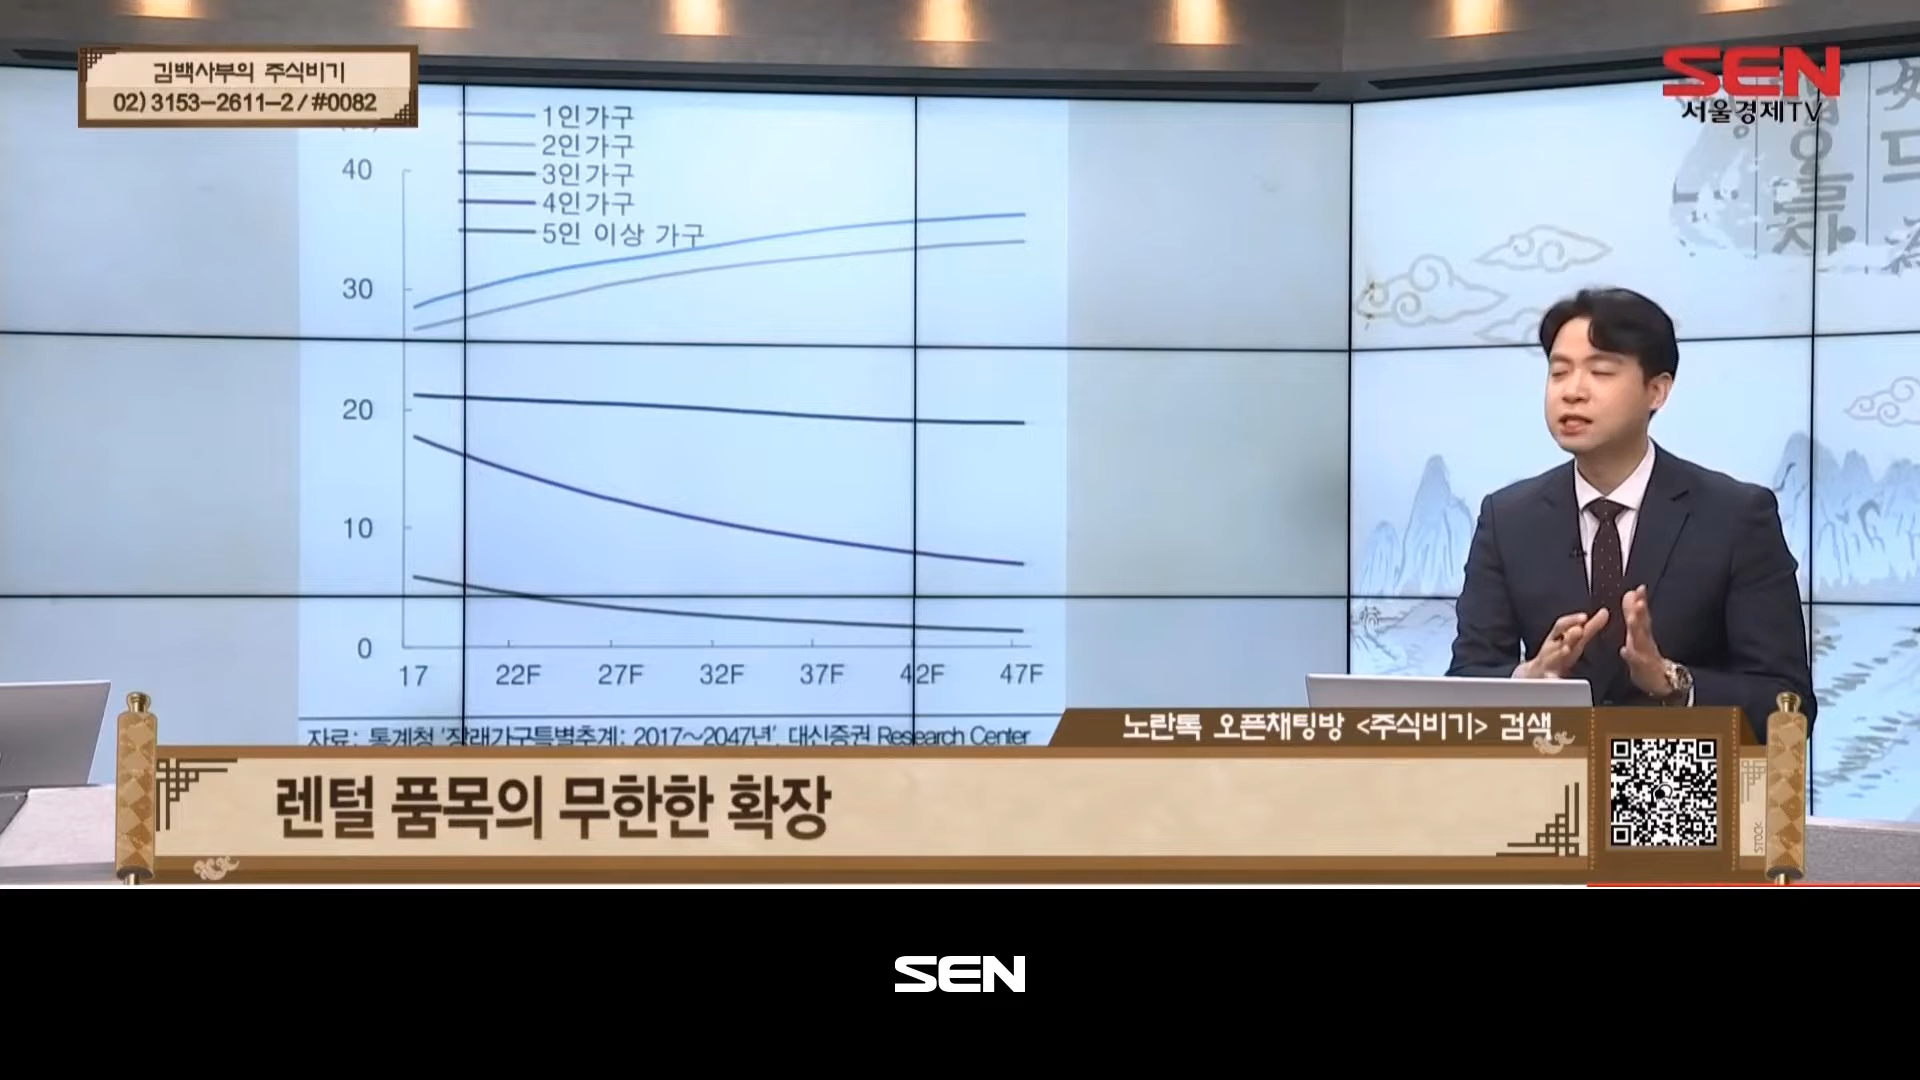 김백사부의 주식비기
02)3153-2611-2/#0082
SEN
서울경제TV
1인가구
2인가구
3인가구
4인가구
5인 이상 가구
40
30
20
10
0
17 22F 27F 32F 37F 42F 47F
자료: 통계청 '장래가구특별추계: 2017~2047년', 대신증권 Research Center
노란톡 오픈채팅방 <주식비기> 검색
렌털 품목의 무한한 확장
STOCK
SEN